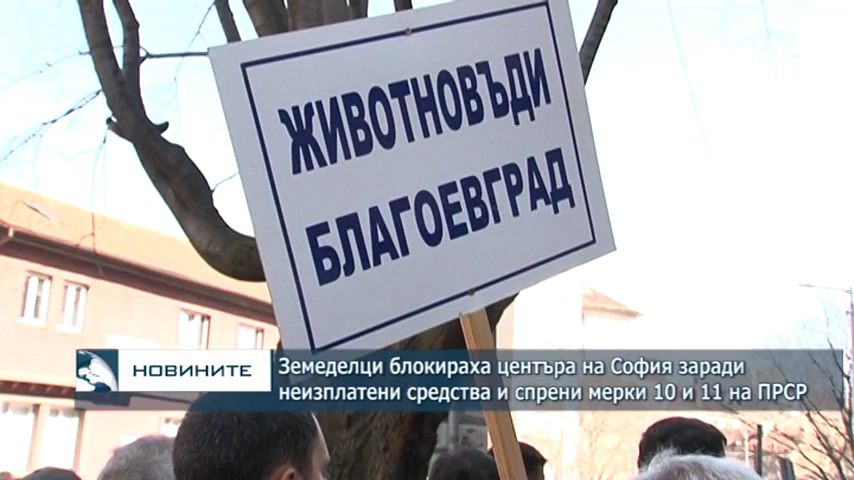 ЖИВОТНОВЪДИ
БЛАГОЕВГРАД
НОВИНИТЕ
Земеделци блокираха центъра на София заради
неизплатени средства и спрени мерки 10 и 11 на ПРСР